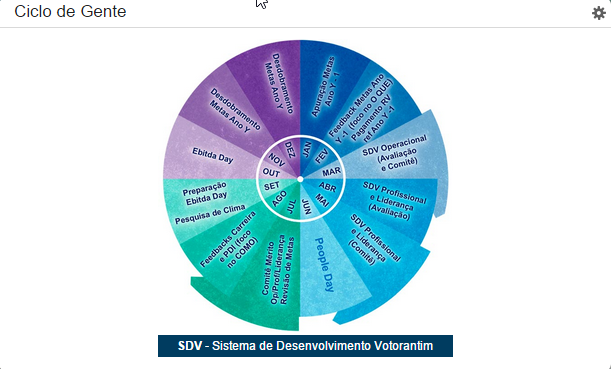 Ciclo de Gente
JAN
Apuração Metas
Ano Y -1
FEV
Feedback Metas Ano
Y -1 (foco no O QUE)
Pagamento RV
ref Ano Y -1
MAR
SDV Operacional
(Avaliação
e Comitê)
ABR
SDV Profissional
e Liderança
(Avaliação)
MAI
SDV Profissional
e Liderança
(Comitê)
JUN
People Day
JUL
Comitê Mérito
Op/Prof/Liderança
Revisão de Metas
AGO
Feedbacks Carreira
e PDI (foco
no COMO)
SET
Preparação
Ebitda Day
Pesquisa de Clima
OUT
Ebitda Day
NOV
Desdobramento
Metas Ano Y
DEZ
Desdobramento
Metas Ano Y
SDV - Sistema de Desenvolvimento Votorantim